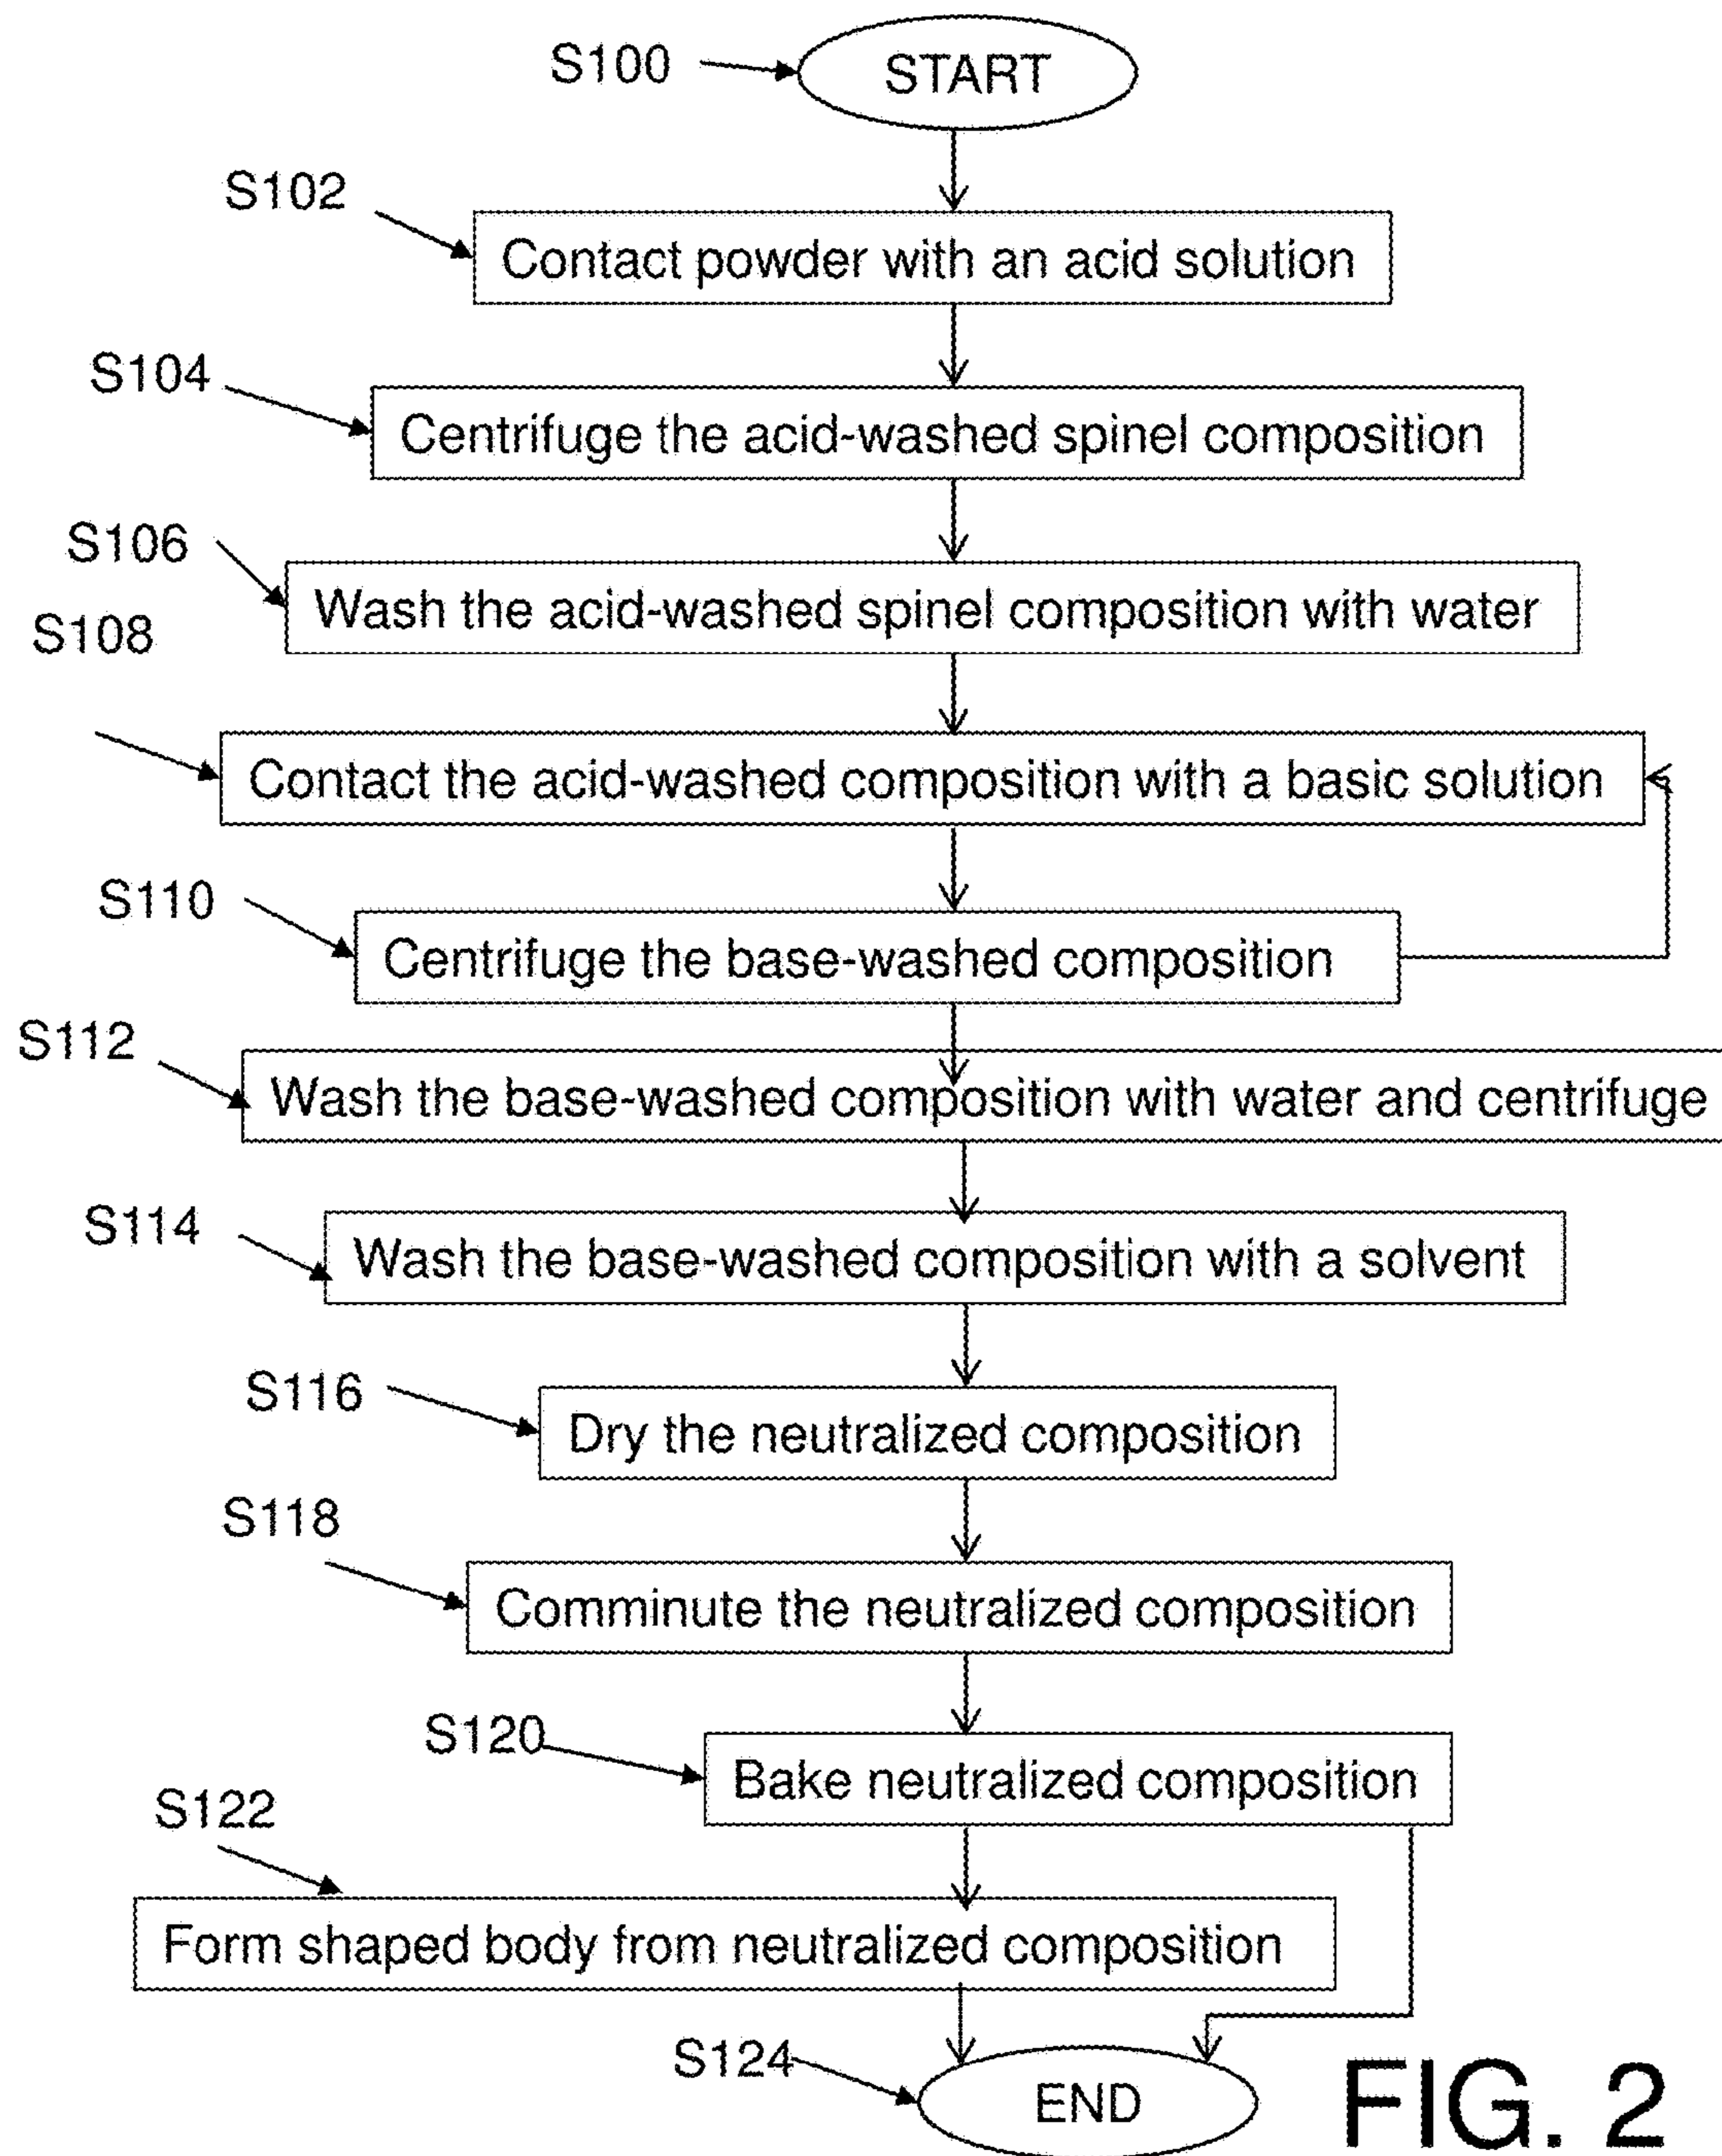 S100
START
S102
Contact powder with an acid solution
S104
Centrifuge the acid-washed spinel composition
S106
Wash the acid-washed spinel composition with water
S108
Contact the acid-washed composition with a basic solution
S110
Centrifuge the base-washed composition
S112
Wash the base-washed composition with water and centrifuge
S114
Wash the base-washed composition with a solvent
S116
Dry the neutralized composition
S118
Comminute the neutralized composition
S120
Bake neutralized composition
S122
Form shaped body from neutralized composition
S124
END
FIG. 2